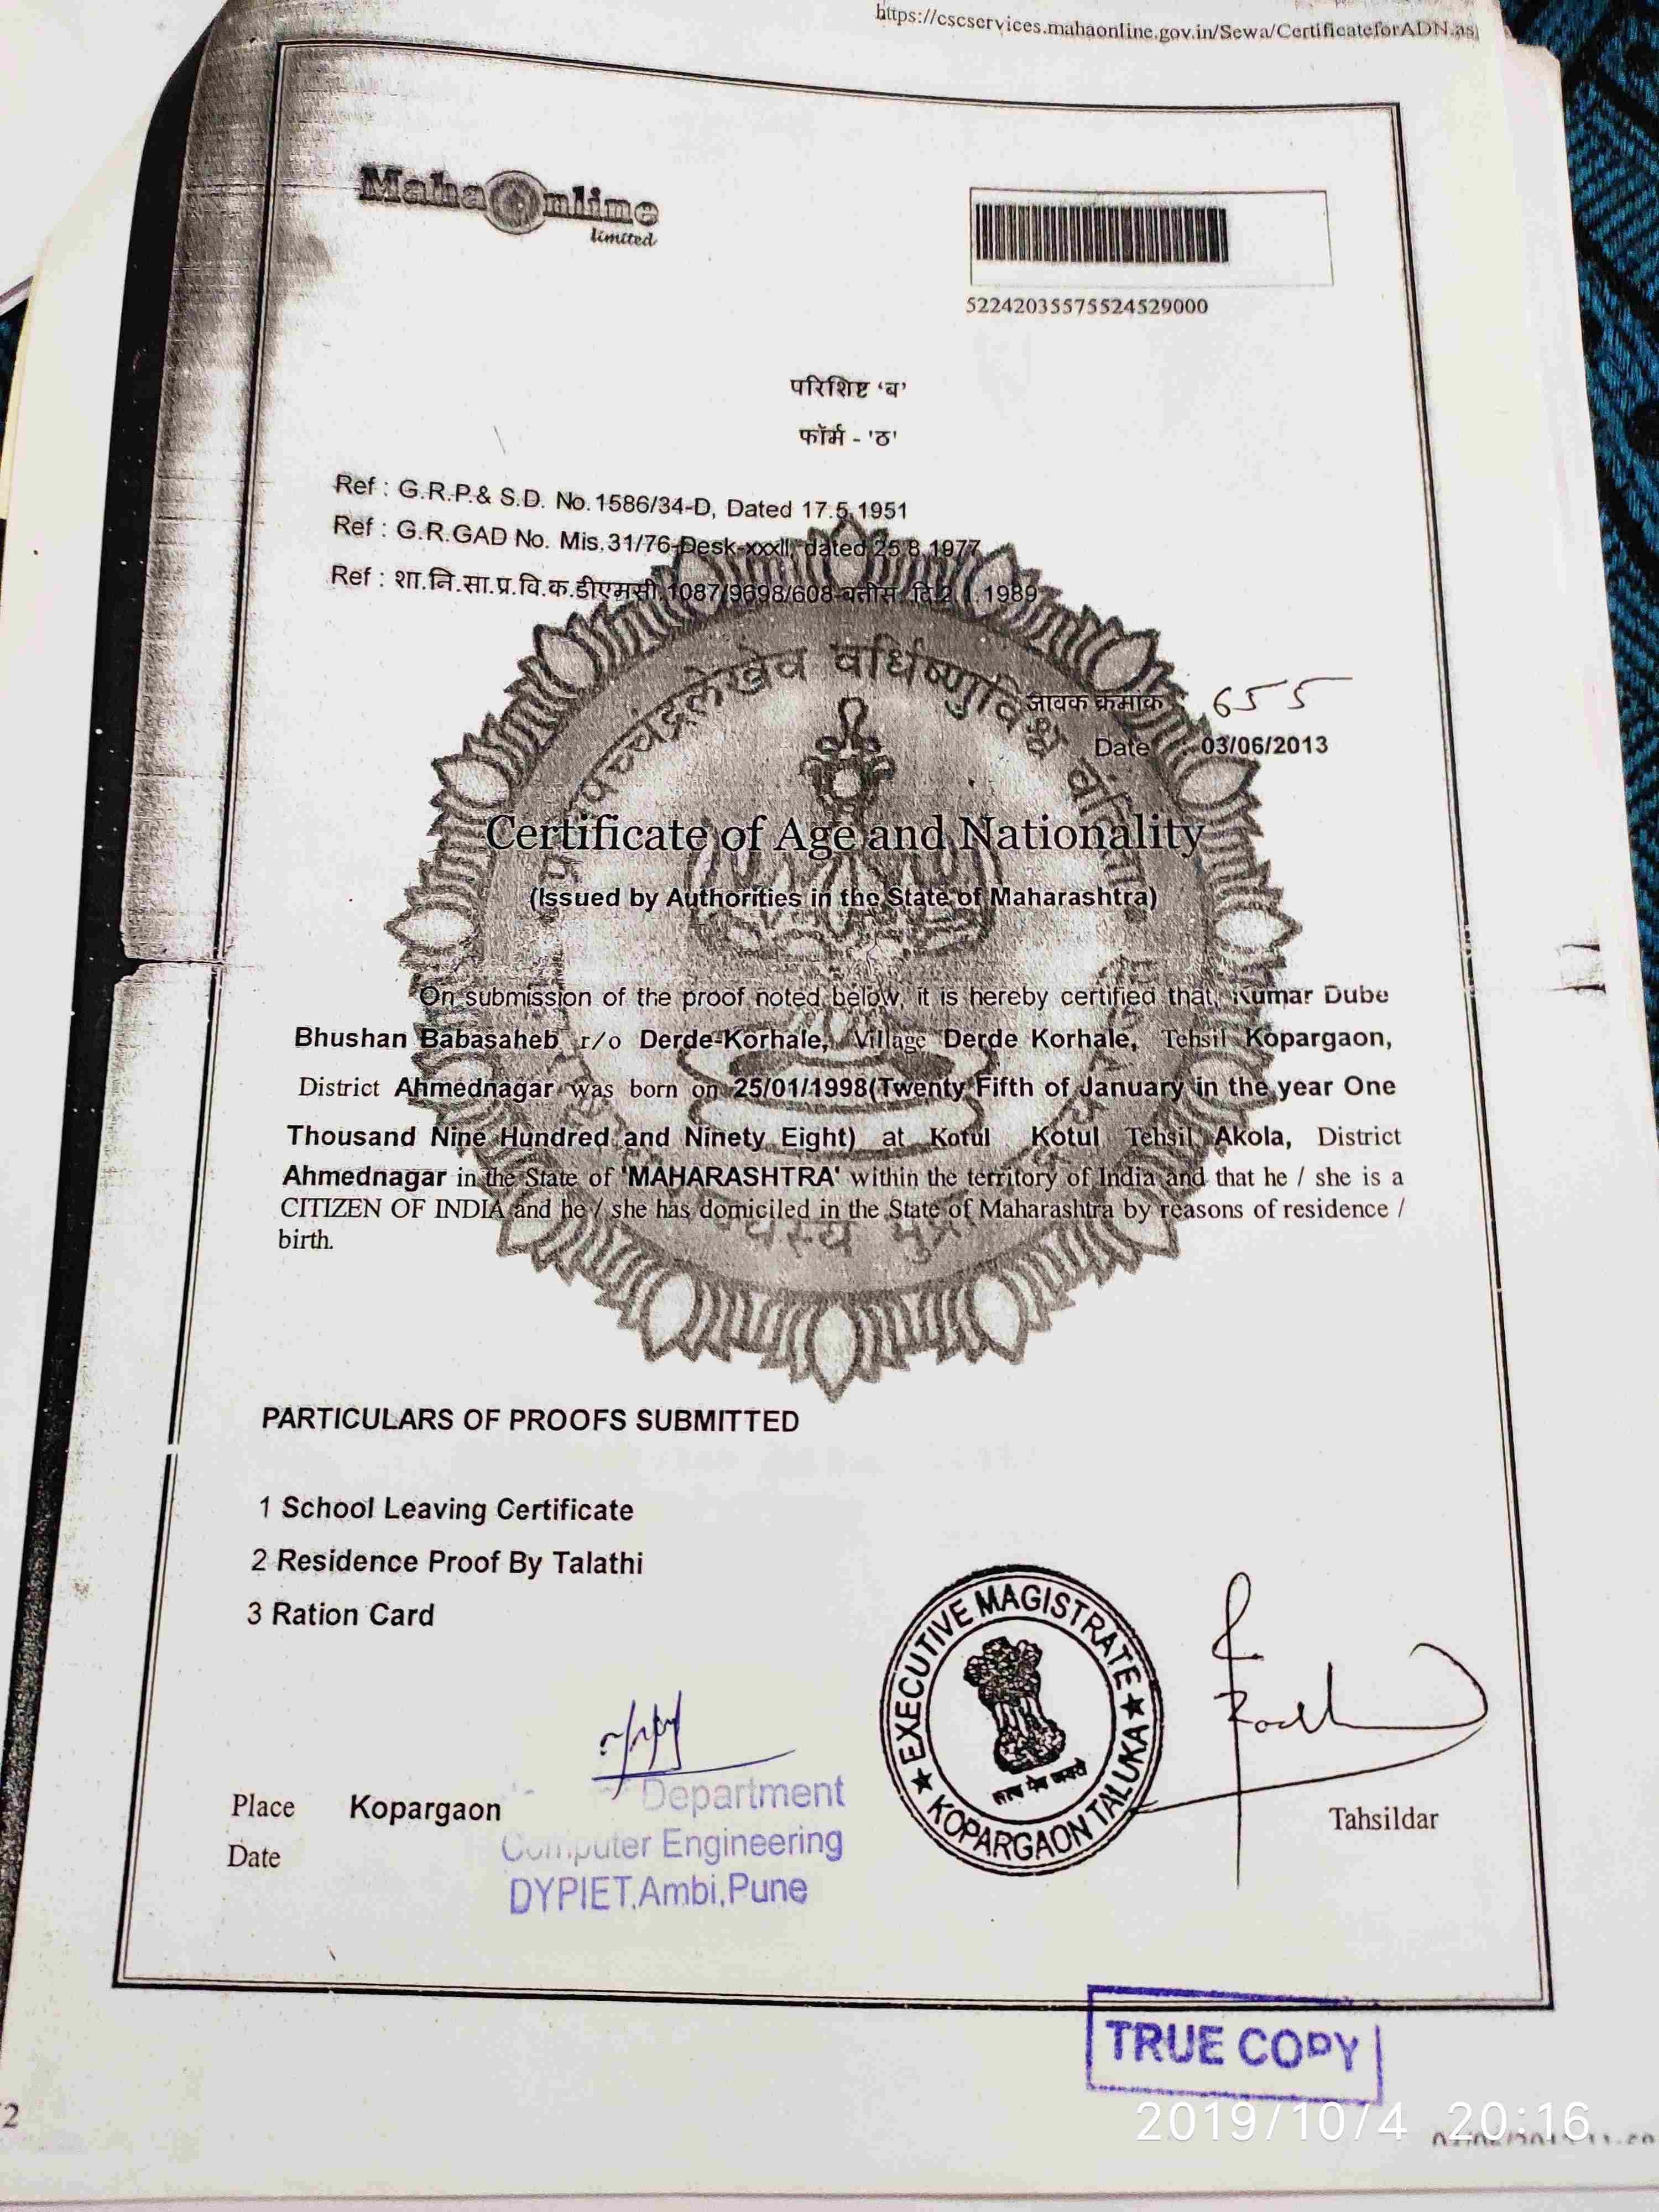 https://cscservices.mahaonline.gov.in/Sewa/CertificateforADN.as
MahaOnline
limited
52242035575524529000
परिशिष्ट ‘ब’
फॉर्म - 'ठ'
Ref : G.R.P.& S.D. No.1586/34-D, Dated 17.5.1951
Ref : G.R.GAD No. Mis.31/76-Desk-xxxII, dated 25.8.1977
Ref : शा.नि.सा.प्र.वि.क.डीएमसी.1087/9698/608-बत्तीस. दि.2.1.1989
जावक क्रमांक : 655
Date : 03/06/2013
Certificate of Age and Nationality
(Issued by Authorities in the State of Maharashtra)
On submission of the proof noted below, it is hereby certified that, Kumar Dube
Bhushan Babasaheb r/o Derde-Korhale, Village Derde Korhale, Tehsil Kopargaon,
District Ahmednagar was born on 25/01/1998(Twenty Fifth of January in the year One
Thousand Nine Hundred and Ninety Eight) at Kotul Kotul Tehsil Akola, District
Ahmednagar in the State of 'MAHARASHTRA' within the territory of India and that he / she is a
CITIZEN OF INDIA and he / she has domiciled in the State of Maharashtra by reasons of residence /
birth.
PARTICULARS OF PROOFS SUBMITTED
1 School Leaving Certificate
2 Residence Proof By Talathi
3 Ration Card
EXECUTIVE MAGISTRATE
KOPARGAON TALUKA
सत्यमेव जयते
Place Kopargaon
Date
Department
Computer Engineering
DYPIET,Ambi,Pune
Tahsildar
TRUE COPY
2019/10/4 20:16